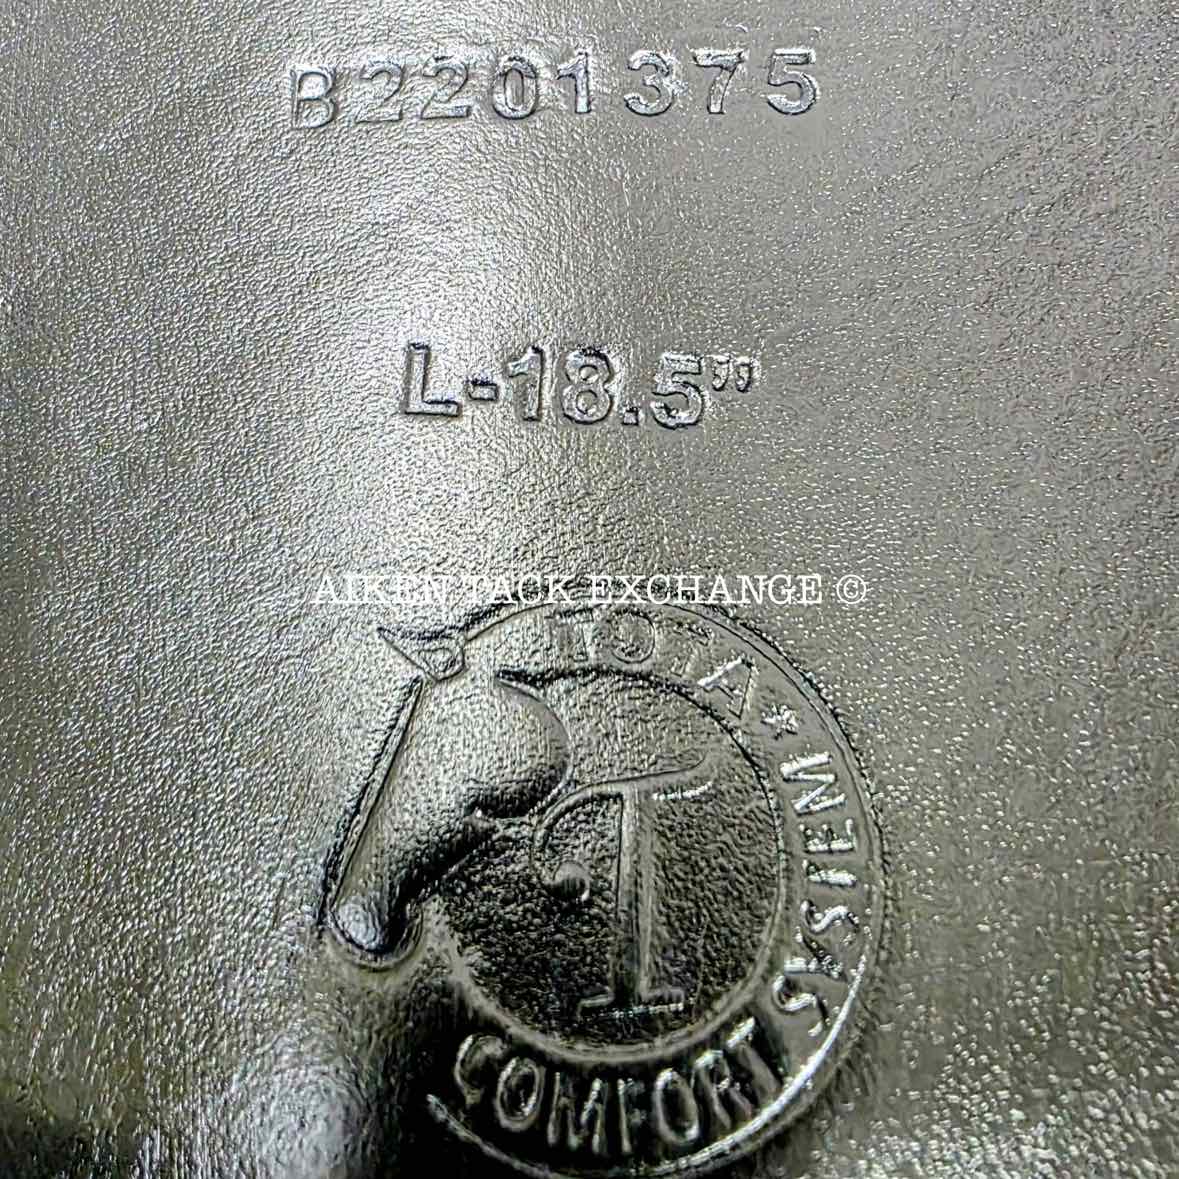 B2201375
L-18.5”
AIKEN TACK EXCHANGE ©
TOTA * SYSTEM
T
COMFORT